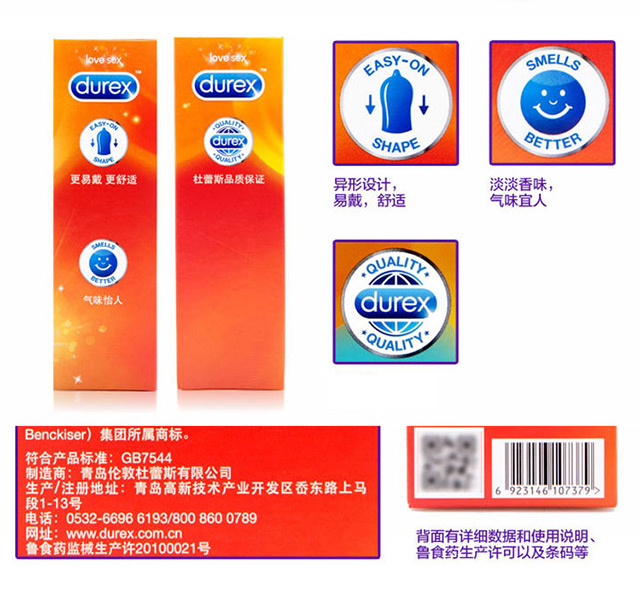 love sex
durex™
EASY-ON
SHAPE
更易戴 更舒适
SMELLS
BETTER
气味怡人
love sex
durex™
QUALITY
durex
QUALITY
杜蕾斯品质保证
EASY-ON
SHAPE
异形设计，
易戴，舒适
SMELLS
BETTER
淡淡香味，
气味宜人
QUALITY
durex
QUALITY
Benckiser）集团所属商标。
符合产品标准：GB7544
制造商：青岛伦敦杜蕾斯有限公司
生产/注册地址：青岛高新技术产业开发区岙东路上马
段1-13号
电话：0532-6696 6193/800 860 0789
网址：www.durex.com.cn
鲁食药监械生产许20100021号
6 923146 107379>
背面有详细数据和使用说明、
鲁食药生产许可以及条码等